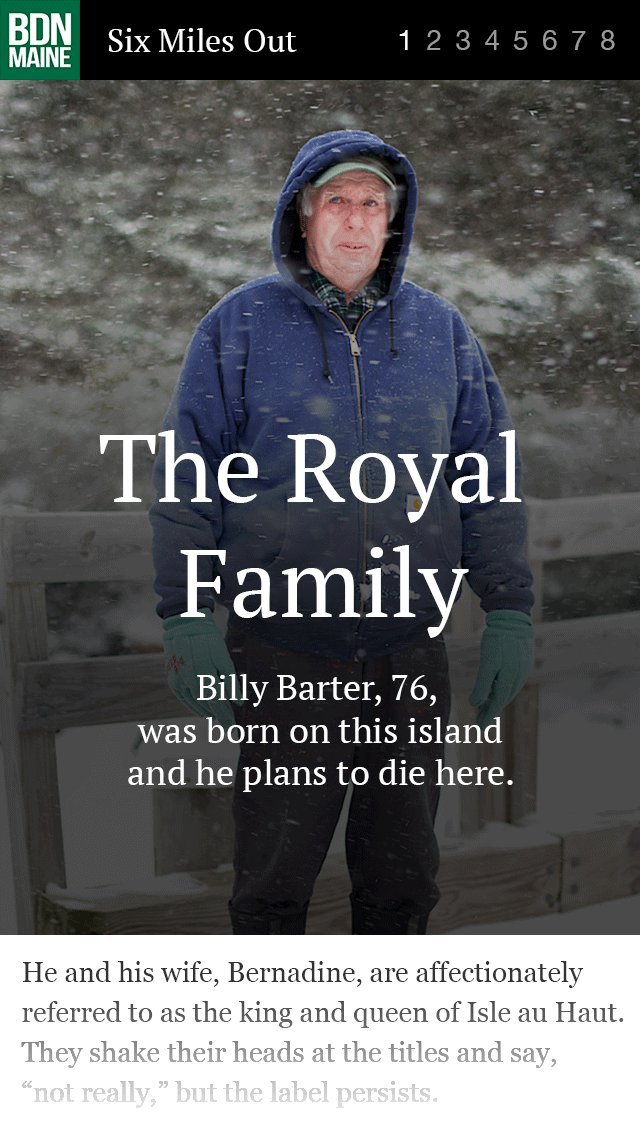 BDN
MAINE
Six Miles Out
1 2 3 4 5 6 7 8
The Royal
Family
Billy Barter, 76,
was born on this island
and he plans to die here.
He and his wife, Bernadine, are affectionately
referred to as the king and queen of Isle au Haut.
They shake their heads at the titles and say,
“not really,” but the label persists.